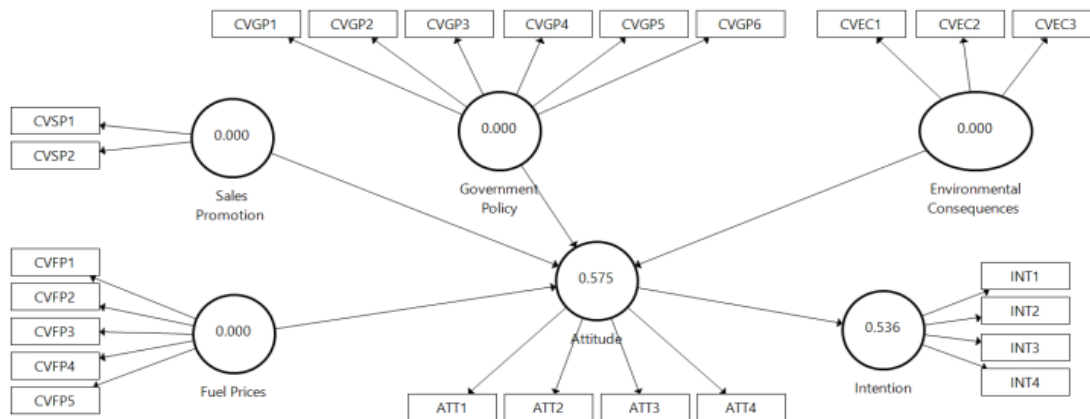 CVGP1
CVGP2
CVGP3
CVGP4
CVGP5
CVGP6
CVEC1
CVEC2
CVEC3
CVSP1
CVSP2
0.000
Sales
Promotion
0.000
Government
Policy
0.000
Environmental
Consequences
CVFP1
CVFP2
CVFP3
CVFP4
CVFP5
0.000
Fuel Prices
0.575
Attitude
ATT1
ATT2
ATT3
ATT4
0.536
Intention
INT1
INT2
INT3
INT4